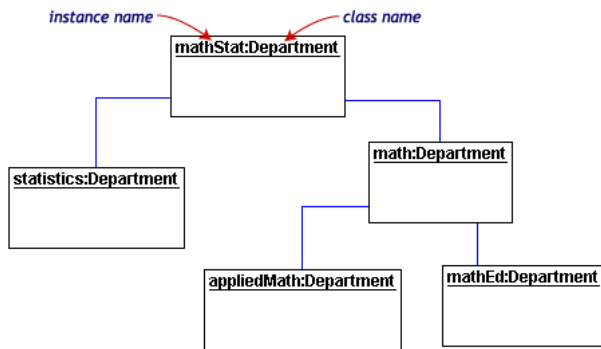 instance name
class name
mathStat:Department
math:Department
statistics:Department
appliedMath:Department
mathEd:Department